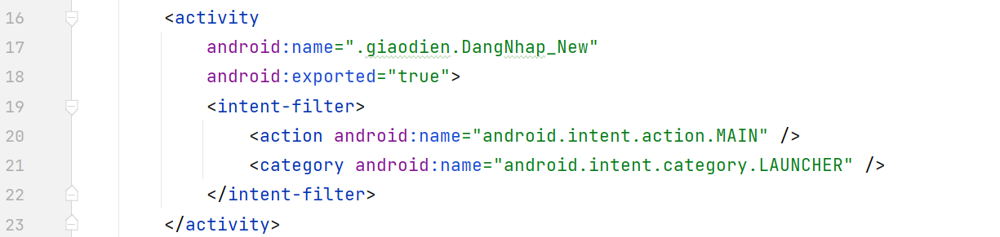 16 <activity
17 android:name=".giaodien.DangNhap_New"
18 android:exported="true">
19 <intent-filter>
20 <action android:name="android.intent.action.MAIN" />
21 <category android:name="android.intent.category.LAUNCHER" />
22 </intent-filter>
23 </activity>